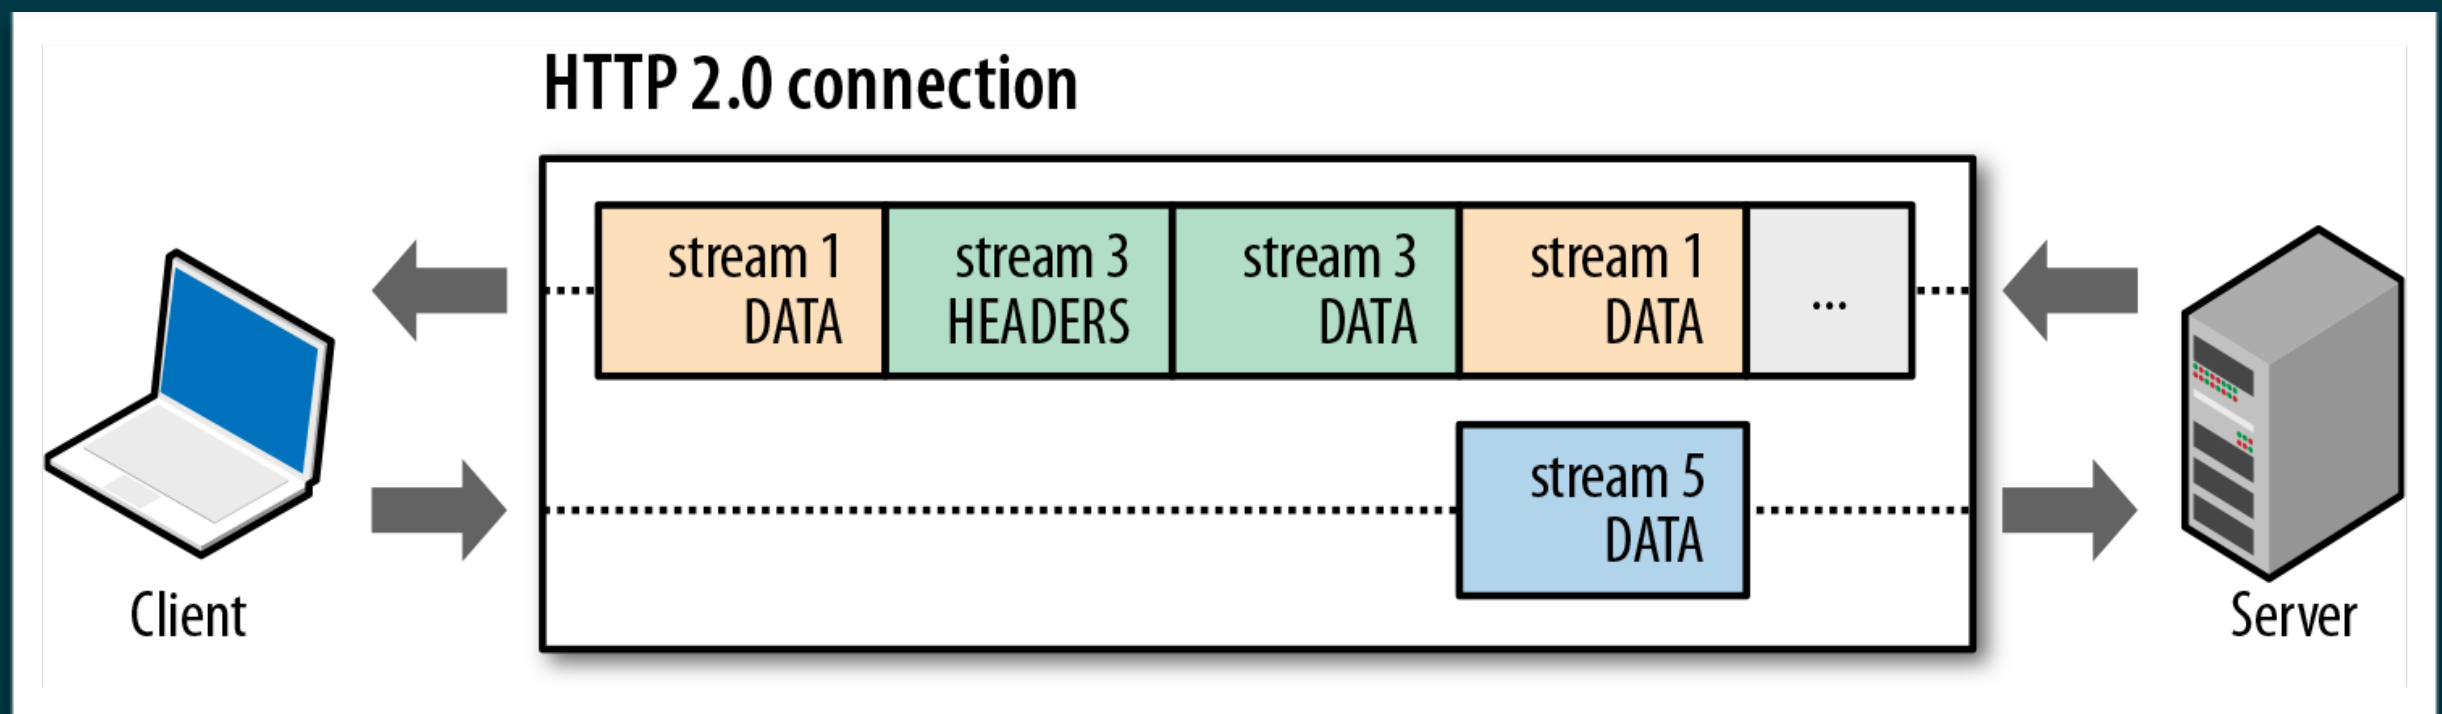 HTTP 2.0 connection
stream 1
DATA
stream 3
HEADERS
stream 3
DATA
stream 1
DATA
...
stream 5
DATA
Client
Server